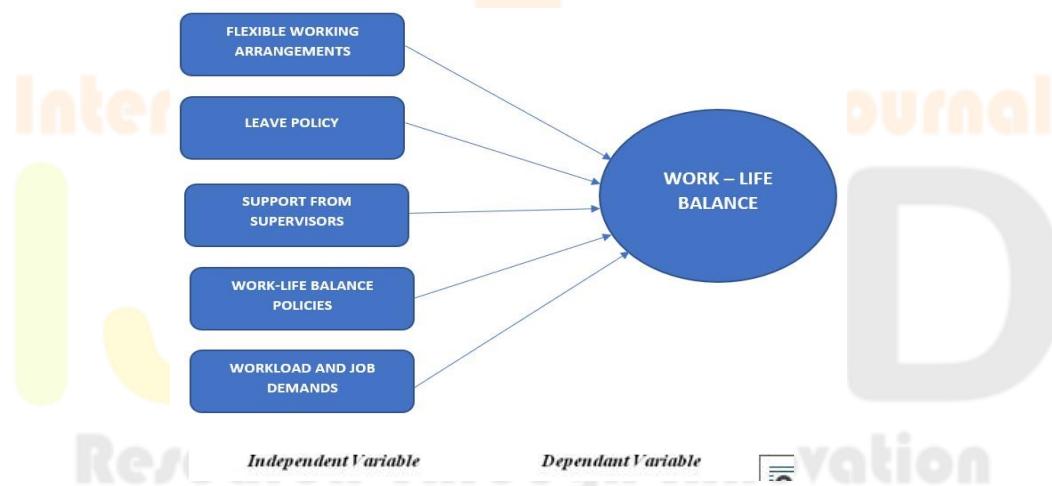 FLEXIBLE WORKING
ARRANGEMENTS
LEAVE POLICY
SUPPORT FROM
SUPERVISORS
WORK-LIFE BALANCE
POLICIES
WORKLOAD AND JOB
DEMANDS
WORK – LIFE
BALANCE
Independent Variable
Dependant Variable